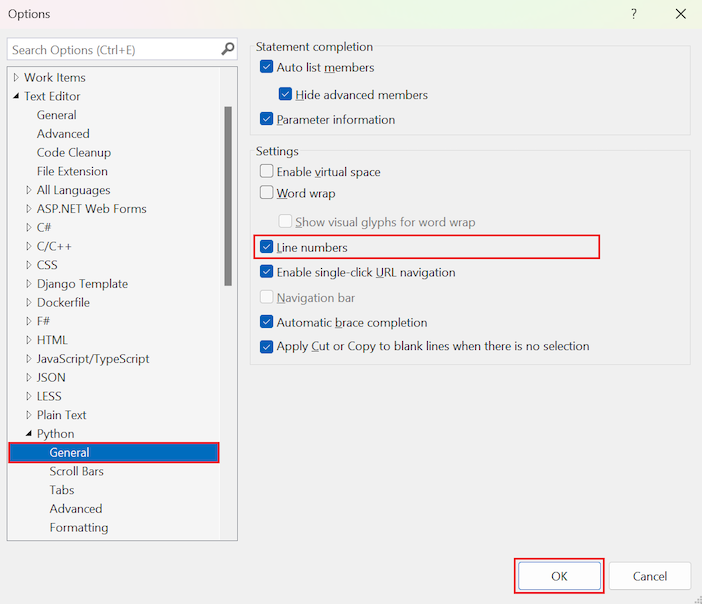 Options
?
Search Options (Ctrl+E)
Work Items
Text Editor
General
Advanced
Code Cleanup
File Extension
All Languages
ASP.NET Web Forms
C#
C/C++
CSS
Django Template
Dockerfile
F#
HTML
JavaScript/TypeScript
JSON
LESS
Plain Text
Python
General
Scroll Bars
Tabs
Advanced
Formatting
Statement completion
Auto list members
Hide advanced members
Parameter information
Settings
Enable virtual space
Word wrap
Show visual glyphs for word wrap
Line numbers
Enable single-click URL navigation
Navigation bar
Automatic brace completion
Apply Cut or Copy to blank lines when there is no selection
OK
Cancel